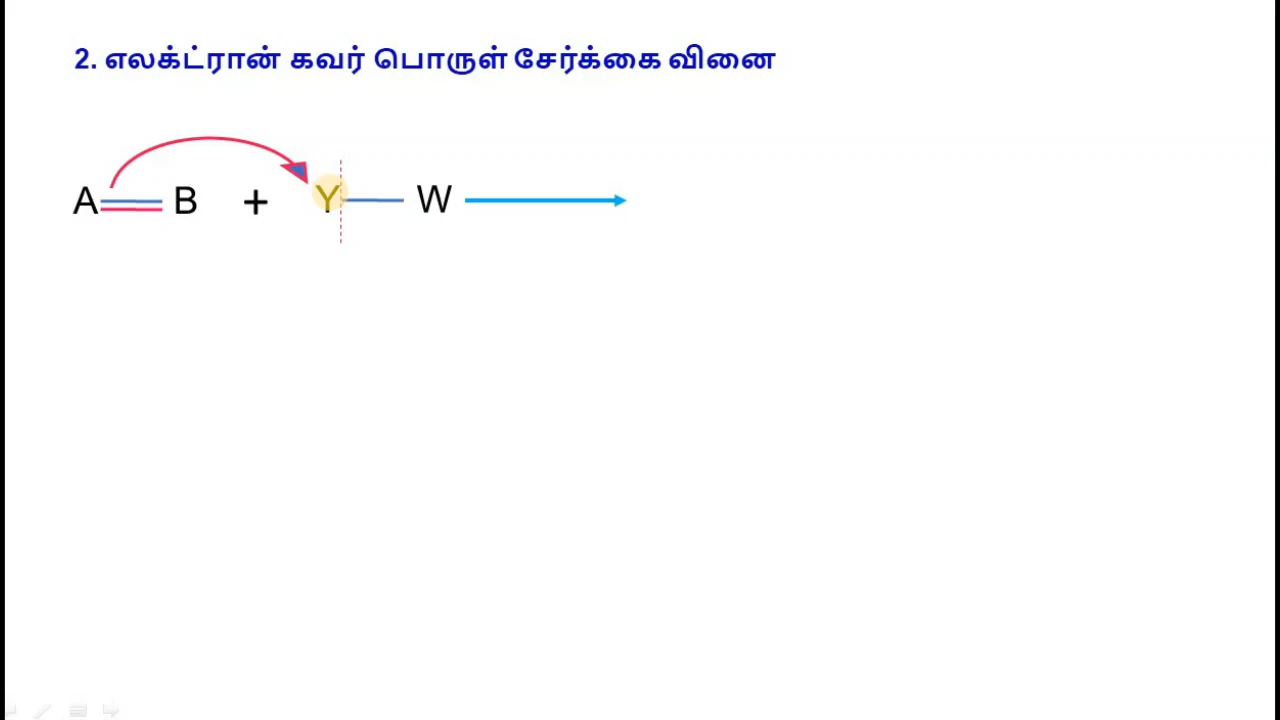 2. எலக்ட்ரான் கவர் பொருள் சேர்க்கை வினை
A B + Y W